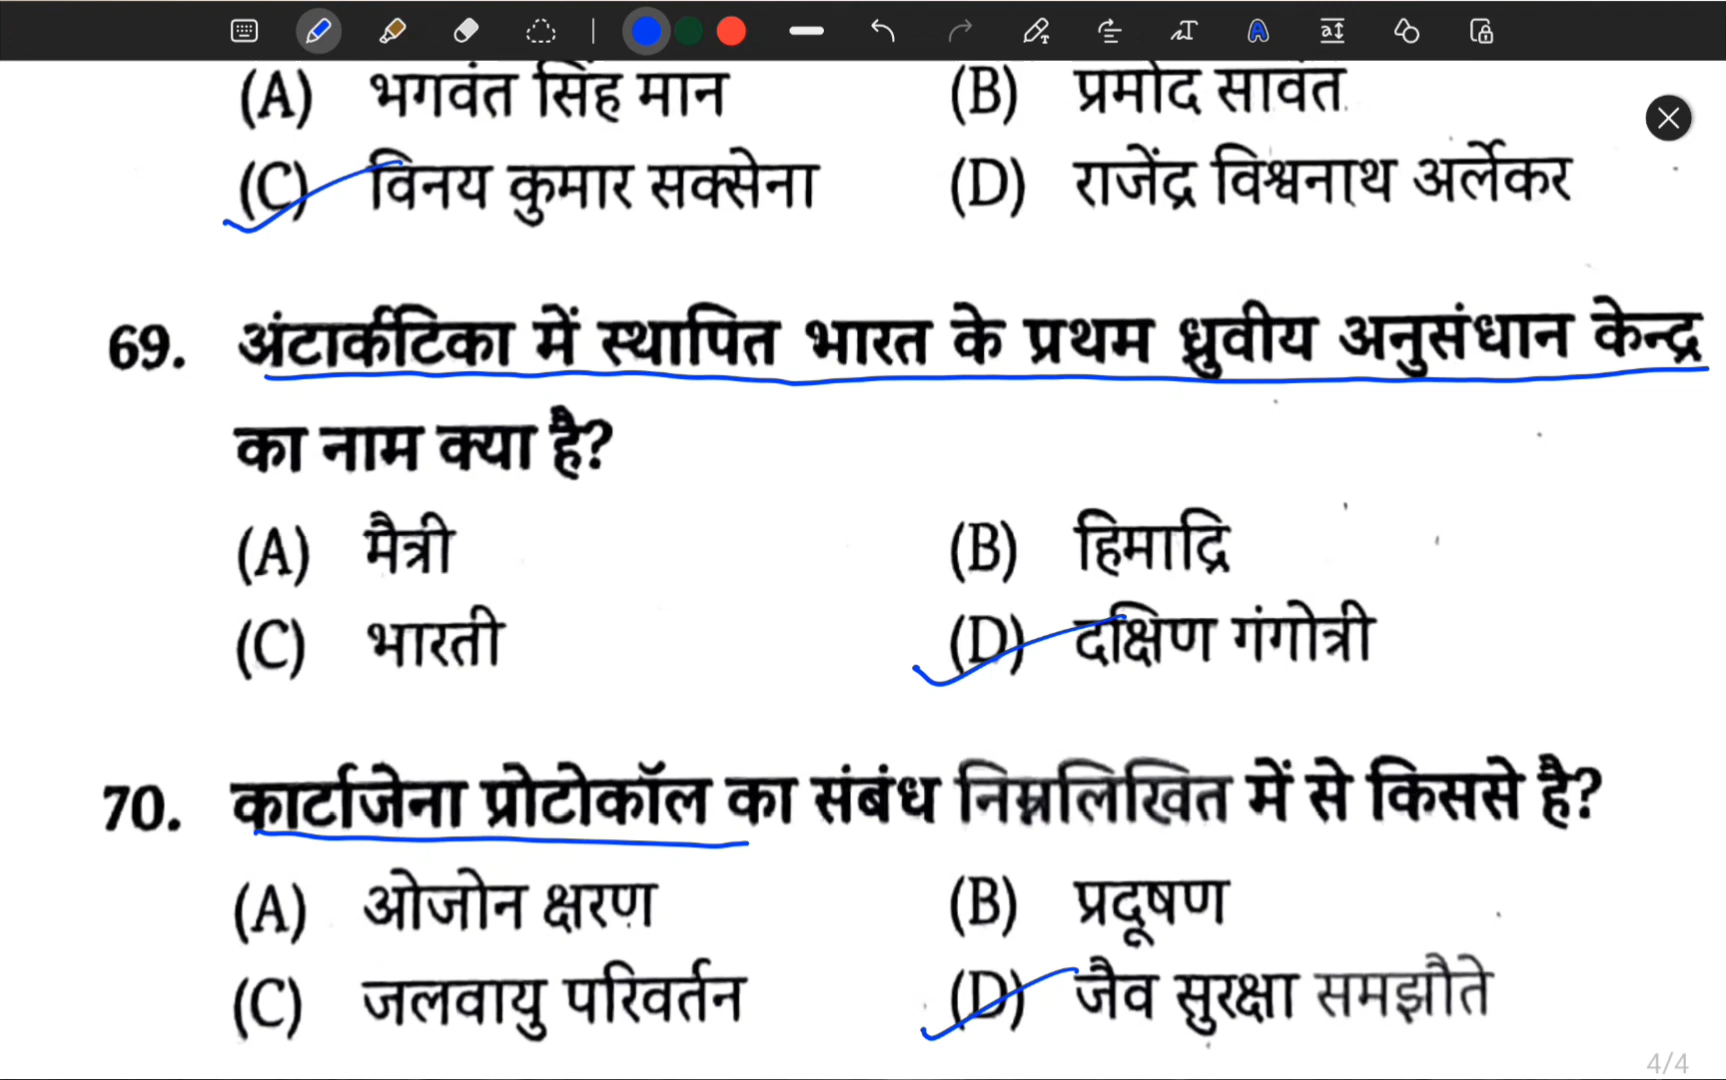 (A) भगवंत सिंह मान (B) प्रमोद सावंत
(C) विनय कुमार सक्सेना (D) राजेंद्र विश्वनाथ अर्लेकर
69. अंटार्कटिका में स्थापित भारत के प्रथम ध्रुवीय अनुसंधान केन्द्र
का नाम क्या है?
(A) मैत्री (B) हिमाद्रि
(C) भारती (D) दक्षिण गंगोत्री
70. कार्टाजेना प्रोटोकॉल का संबंध निम्नलिखित में से किससे है?
(A) ओजोन क्षरण (B) प्रदूषण
(C) जलवायु परिवर्तन (D) जैव सुरक्षा समझौते
4/4